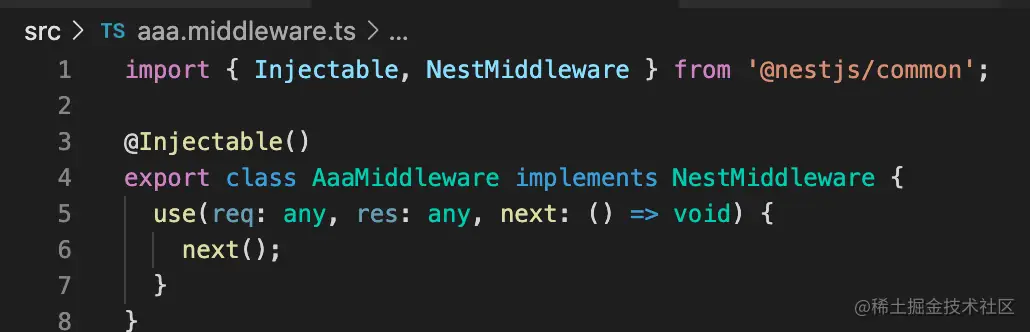 src > TS aaa.middleware.ts > ...
1 import { Injectable, NestMiddleware } from '@nestjs/common';
2
3 @Injectable()
4 export class AaaMiddleware implements NestMiddleware {
5   use(req: any, res: any, next: () => void) {
6     next();
7   }
8 }
@稀土掘金技术社区